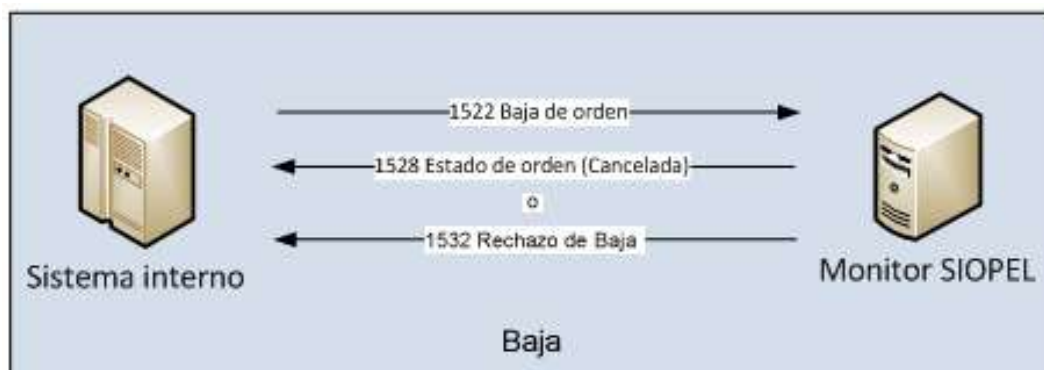 1522 Baja de orden
1528 Estado de orden (Cancelada)
o
1532 Rechazo de Baja
Sistema interno
Monitor SIOPEL
Baja